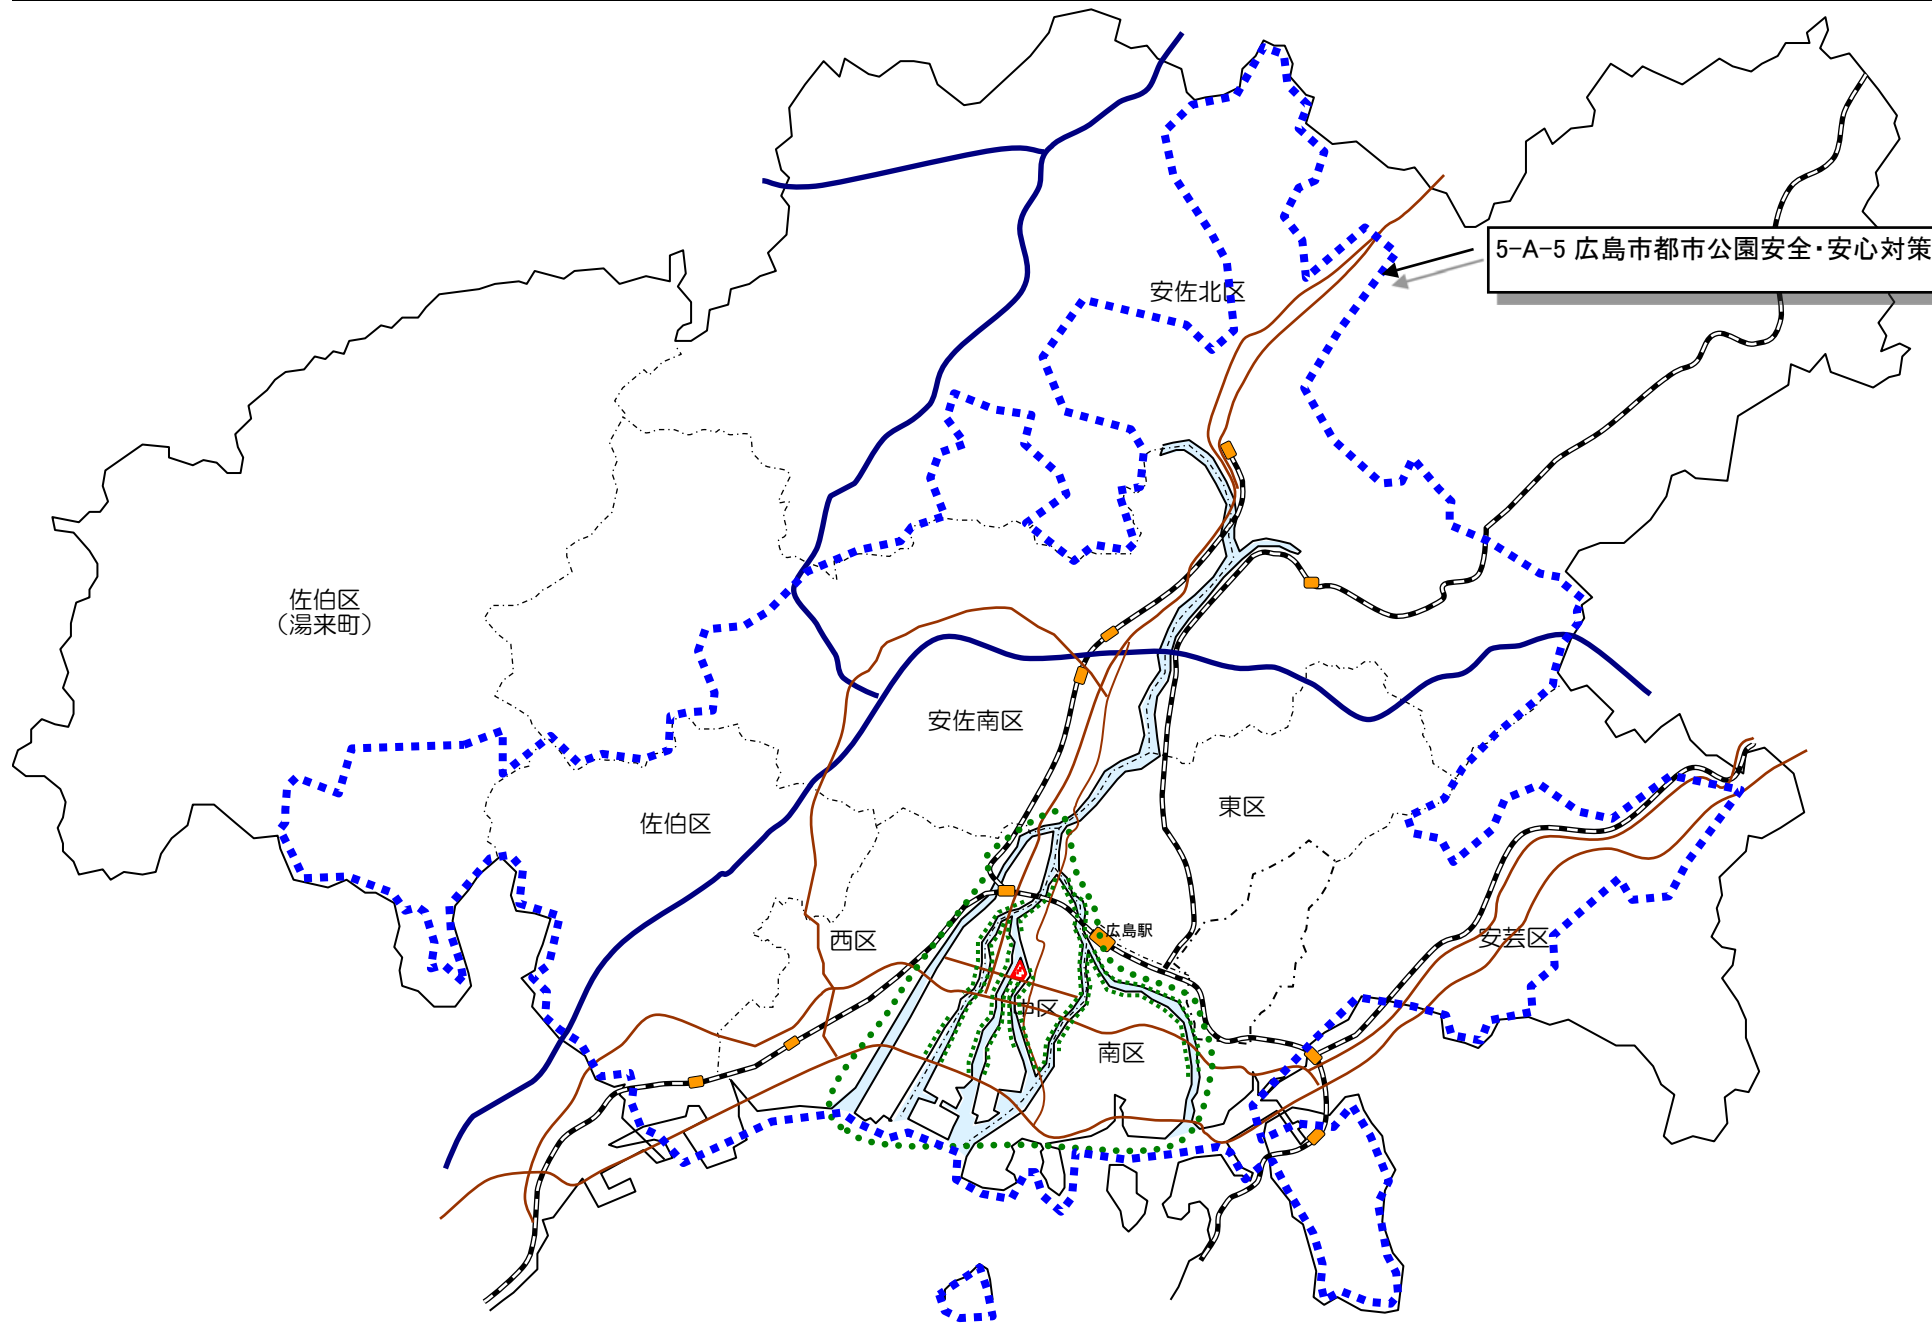 5-A-5 広島市都市公園安全・安心対策
安佐北区
佐伯区
（湯来町）
安佐南区
佐伯区
東区
西区
広島駅
安芸区
中区
南区